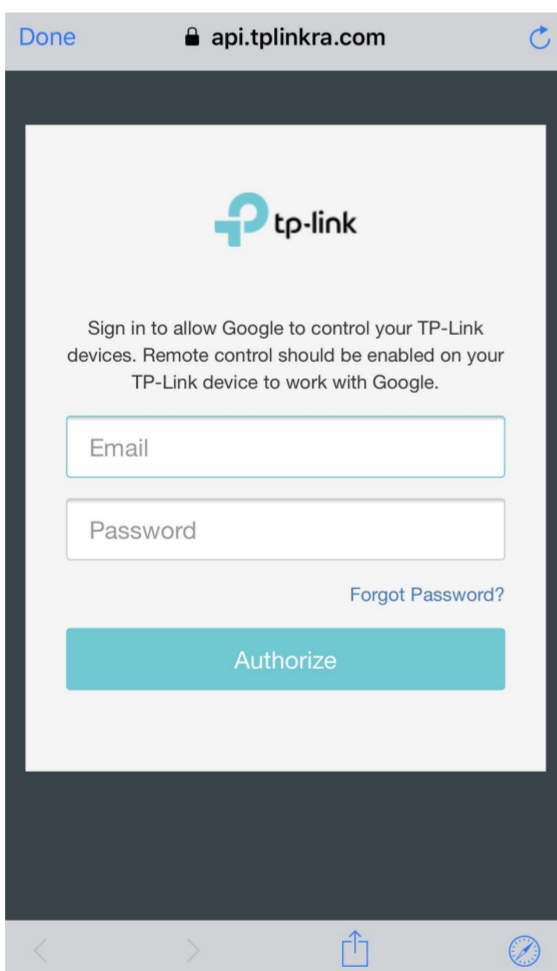 Done api.tplinkra.com
tp-link
Sign in to allow Google to control your TP-Link
devices. Remote control should be enabled on your
TP-Link device to work with Google.
Email
Password
Forgot Password?
Authorize